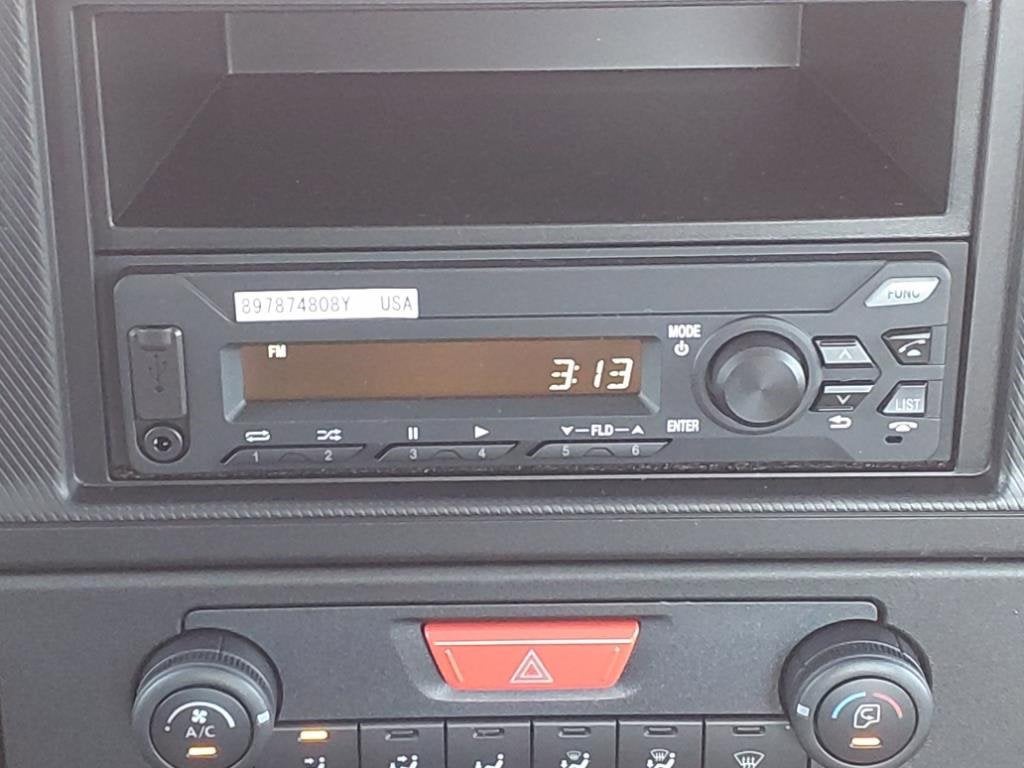 897874808Y USA
FUNC
MODE
FM
3:13
LIST
FLD
ENTER
1 2 3 4 5 6
A/C